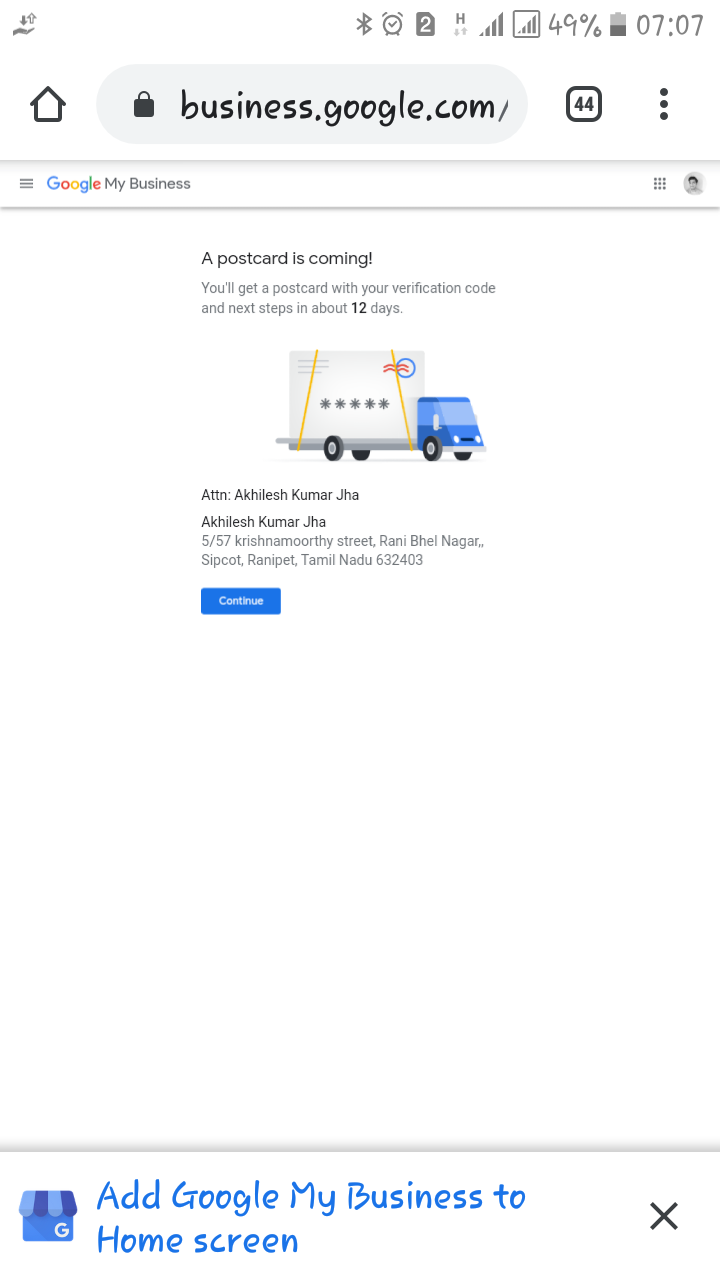 2 H 49% 07:07
business.google.com/
44
Google My Business
A postcard is coming!
You'll get a postcard with your verification code
and next steps in about 12 days.
*****
Attn: Akhilesh Kumar Jha
Akhilesh Kumar Jha
5/57 krishnamoorthy street, Rani Bhel Nagar,,
Sipcot, Ranipet, Tamil Nadu 632403
Continue
G
Add Google My Business to
Home screen